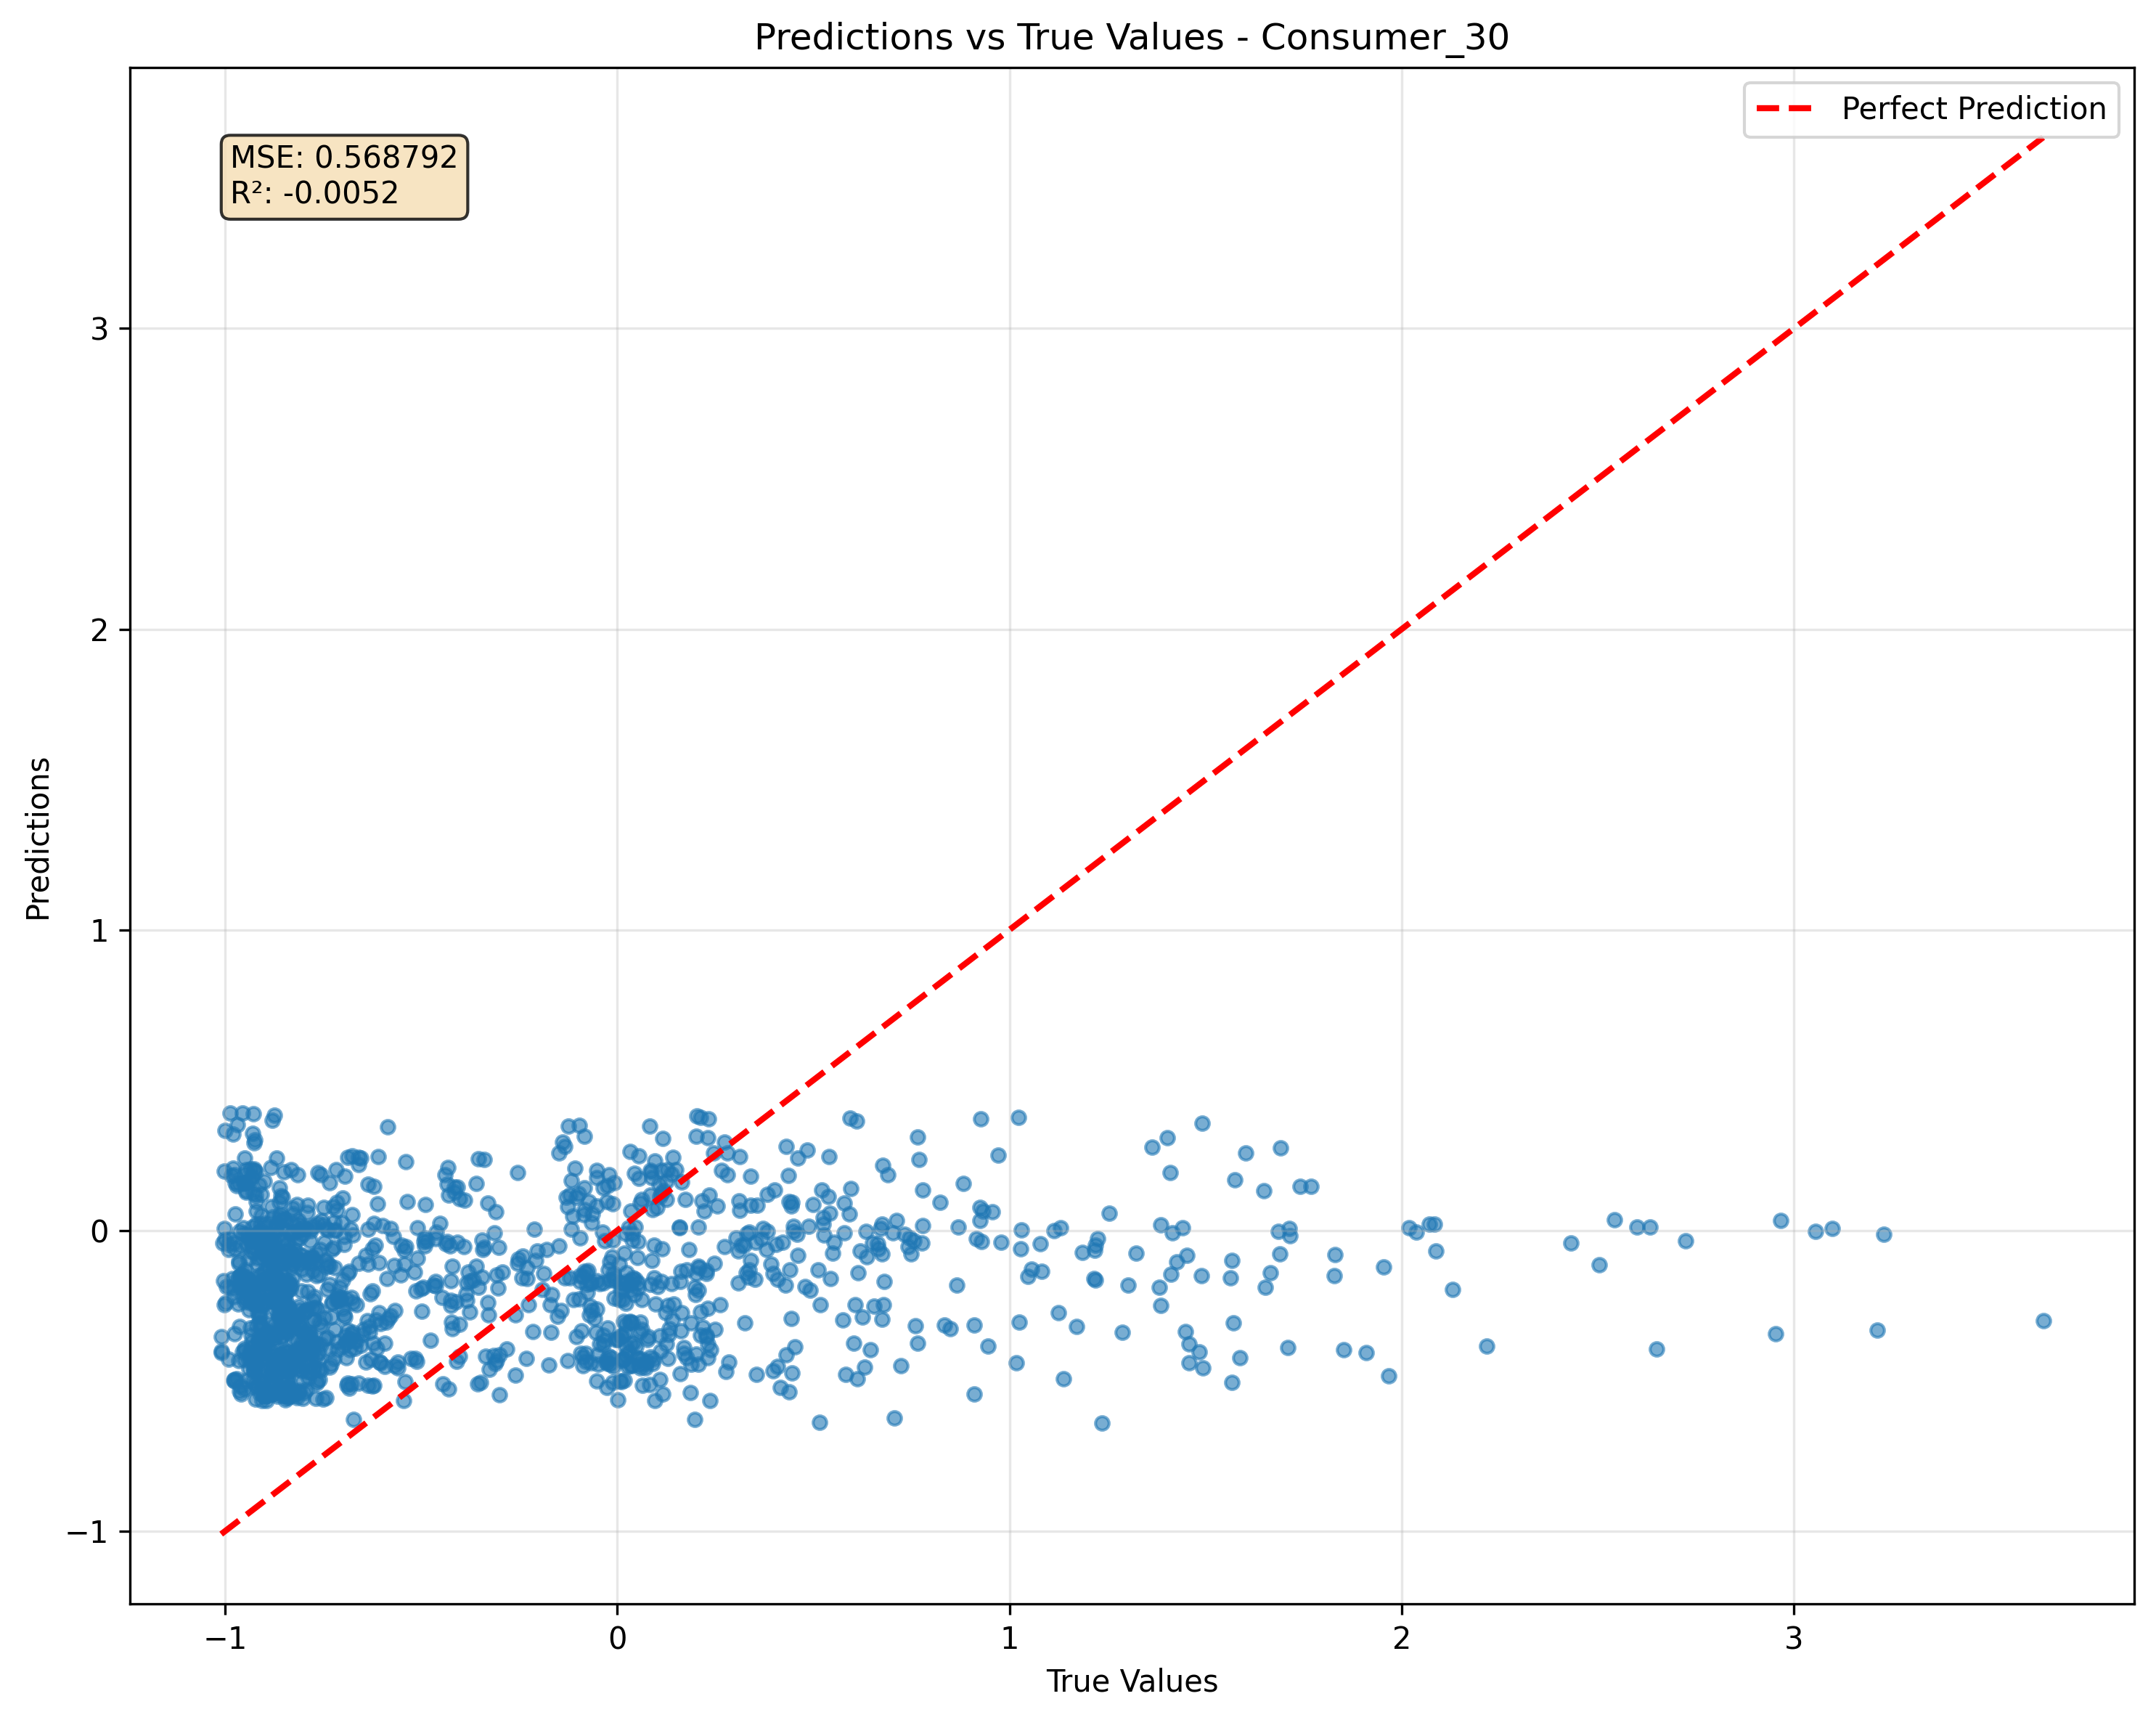 Predictions vs True Values - Consumer_30
Perfect Prediction
MSE: 0.568792
R²: -0.0052
3
2
1
0
−1
Predictions
−1
0
1
2
3
True Values